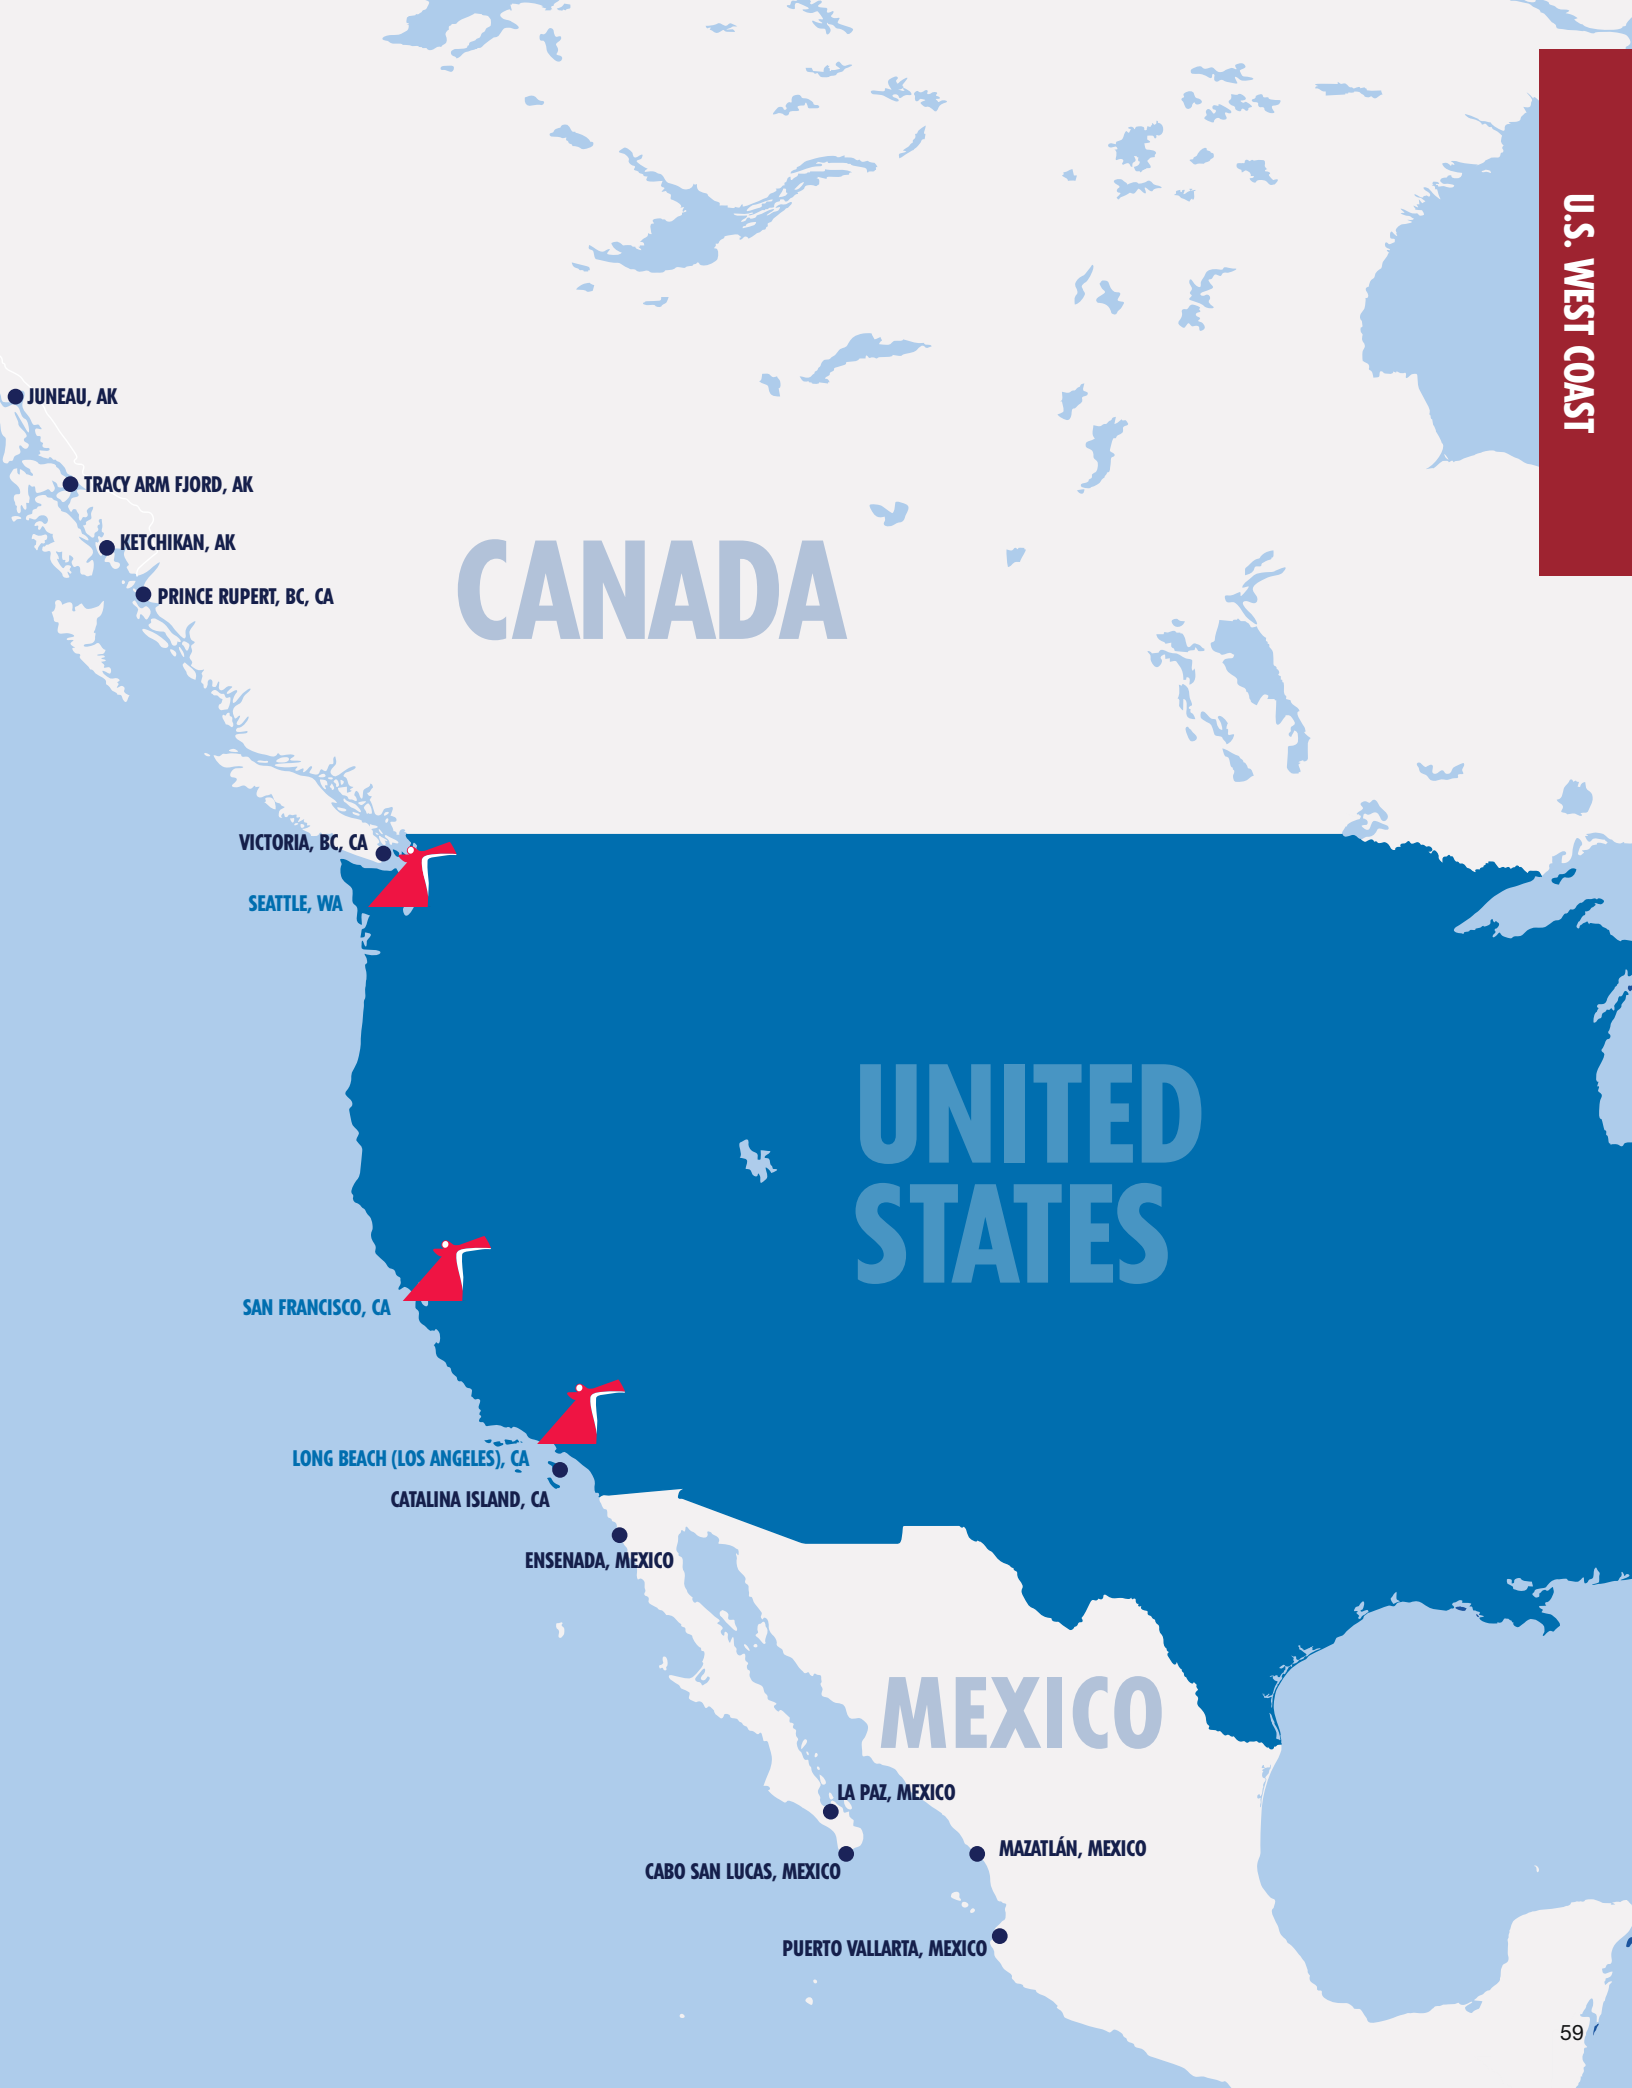 U.S. WEST COAST
JUNEAU, AK
TRACY ARM FJORD, AK
KETCHIKAN, AK
PRINCE RUPERT, BC, CA
CANADA
VICTORIA, BC, CA
SEATTLE, WA
UNITED
STATES
SAN FRANCISCO, CA
LONG BEACH (LOS ANGELES), CA
CATALINA ISLAND, CA
ENSENADA, MEXICO
MEXICO
LA PAZ, MEXICO
MAZATLÁN, MEXICO
CABO SAN LUCAS, MEXICO
PUERTO VALLARTA, MEXICO
59